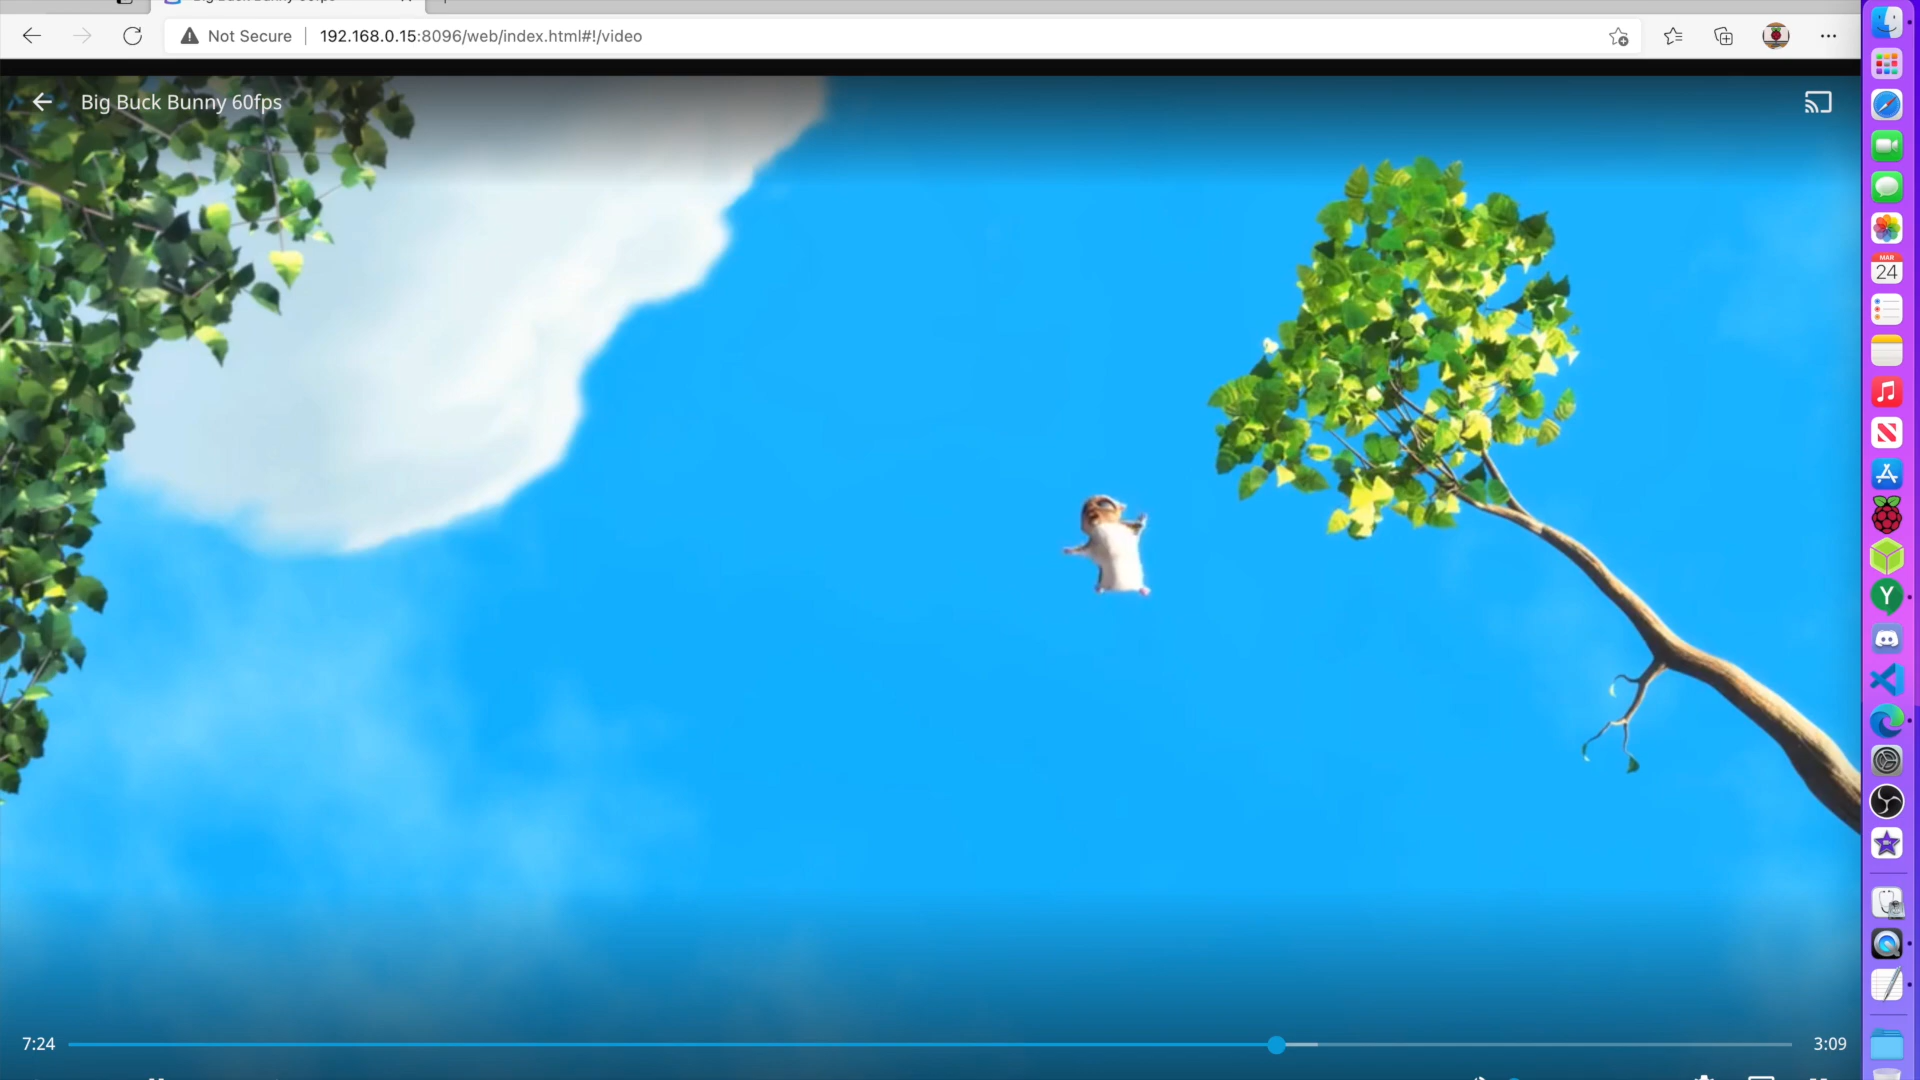 Not Secure
192.168.0.15:8096/web/index.html#!/video
Big Buck Bunny 60fps
MAR
24
Y
7:24
3:09